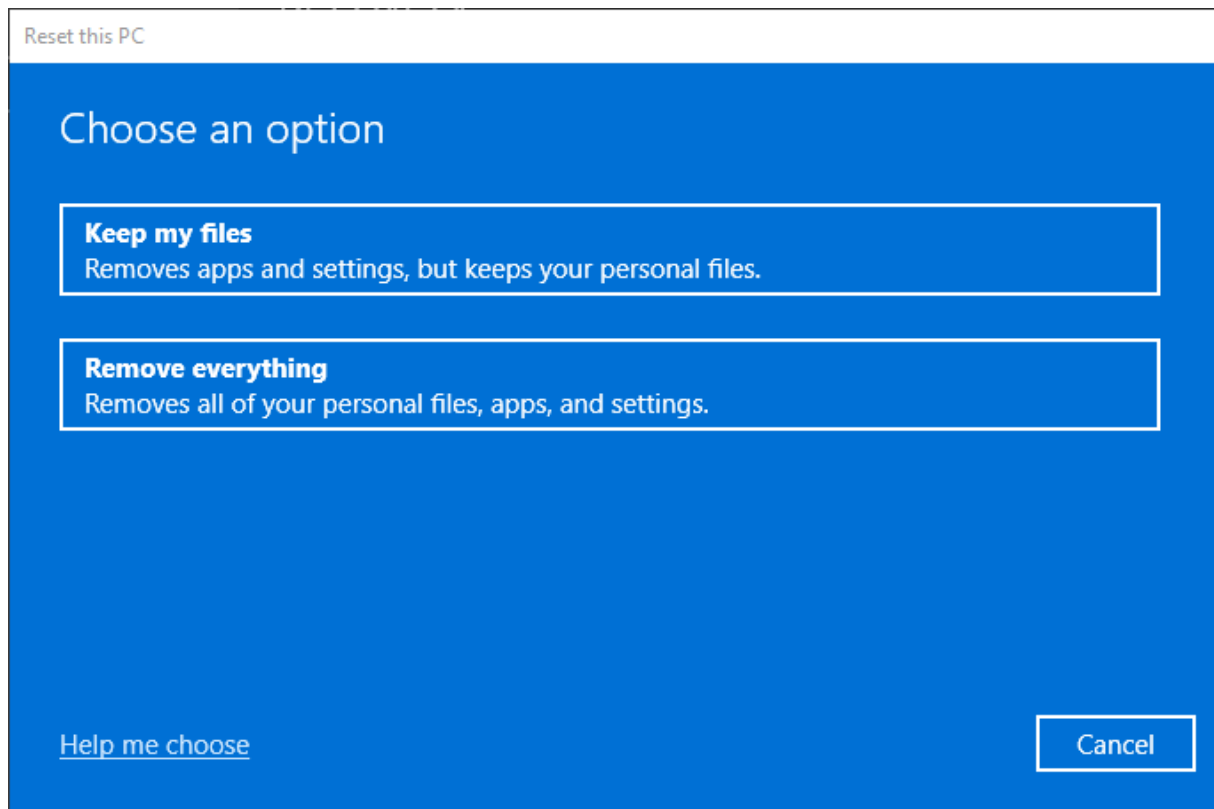 Reset this PC
Choose an option
Keep my files
Removes apps and settings, but keeps your personal files.
Remove everything
Removes all of your personal files, apps, and settings.
Help me choose
Cancel